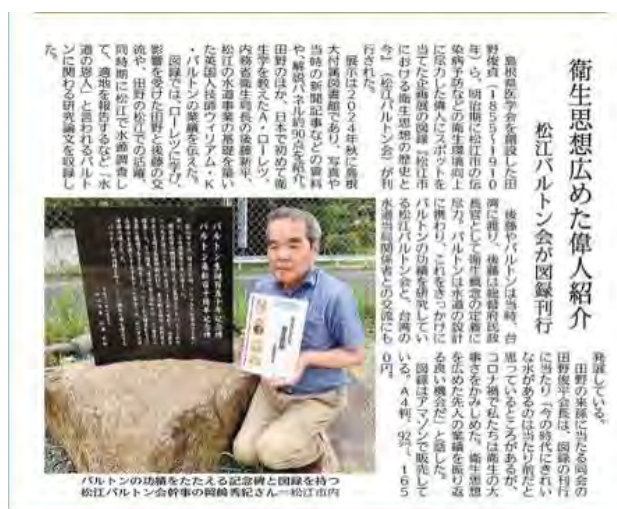 衛生思想広めた偉人紹介
松江バルトン会が図録刊行
島根県医学会を創設した田
野俊貞(1855〜1910
年)ら、明治期に松江市の伝
染病予防などの衛生環境向上
に尽力した偉人にスポットを
当てた企画展の図録「松江市
における衛生思想の歴史と
今」(松江バルトン会)が刊
行された。
展示は2024年秋に島根
大付属図書館であり、写真や
当時の新聞記事などの資料
や、解説パネル約90点を紹介。
田野のほか、日本で初めて衛
生学を教えたA・ローレツ、
内務省衛生局長の後藤新平、
松江の水道事業の基礎を築い
た英国人技師ウィリアム・K
・バルトンの業績を伝えた。
図録では、ローレツに学び、
影響を受けた田野と後藤の交
流や、田野の松江での活躍、
同時期に松江で水源調査し
て、適地を報告するなど「水
道の恩人」と言われるバルト
ンに関わる研究論文を収録し
た。
後藤やバルトンは当時、台
湾に渡り、後藤は総督府民政
長官として衛生概念の定着に
尽力。バルトンは水道の設計
に携わり、これをきっかけに
バルトンの功績を研究してい
る松江バルトン会と、台湾の
水道当局関係者との交流にも
発展している。
田野の来孫に当たる同会の
田野俊平会長は、図録の刊行
に当たり「今の時代にきれい
な水があるのは当たり前だと
思っているところがあるが、
コロナ禍で私たちは衛生の大
事さをかみしめた。衛生思想
を広めた先人の業績を振り返
る良い機会だ」と話した。
図録はアマゾンで販売して
いる。A4判、92㌻、165
0円。
バルトンの功績をたたえる記念碑と図録を持つ
松江バルトン会幹事の岡崎秀紀さん=松江市内